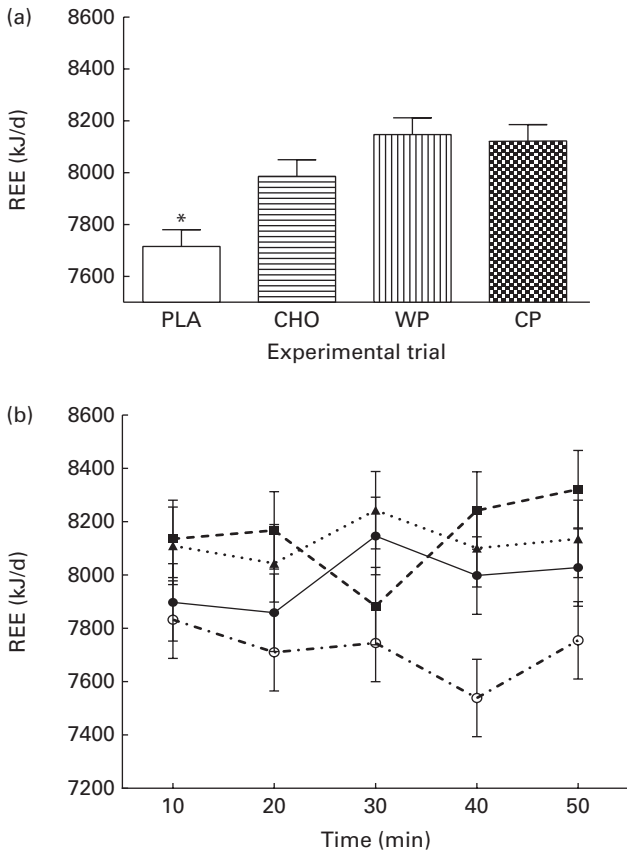 (a)
8600
8400
8200
8000
7800
7600
REE (kJ/d)
*
PLA CHO WP CP
Experimental trial
(b)
8600
8400
8200
8000
7800
7600
7400
7200
REE (kJ/d)
10 20 30 40 50
Time (min)